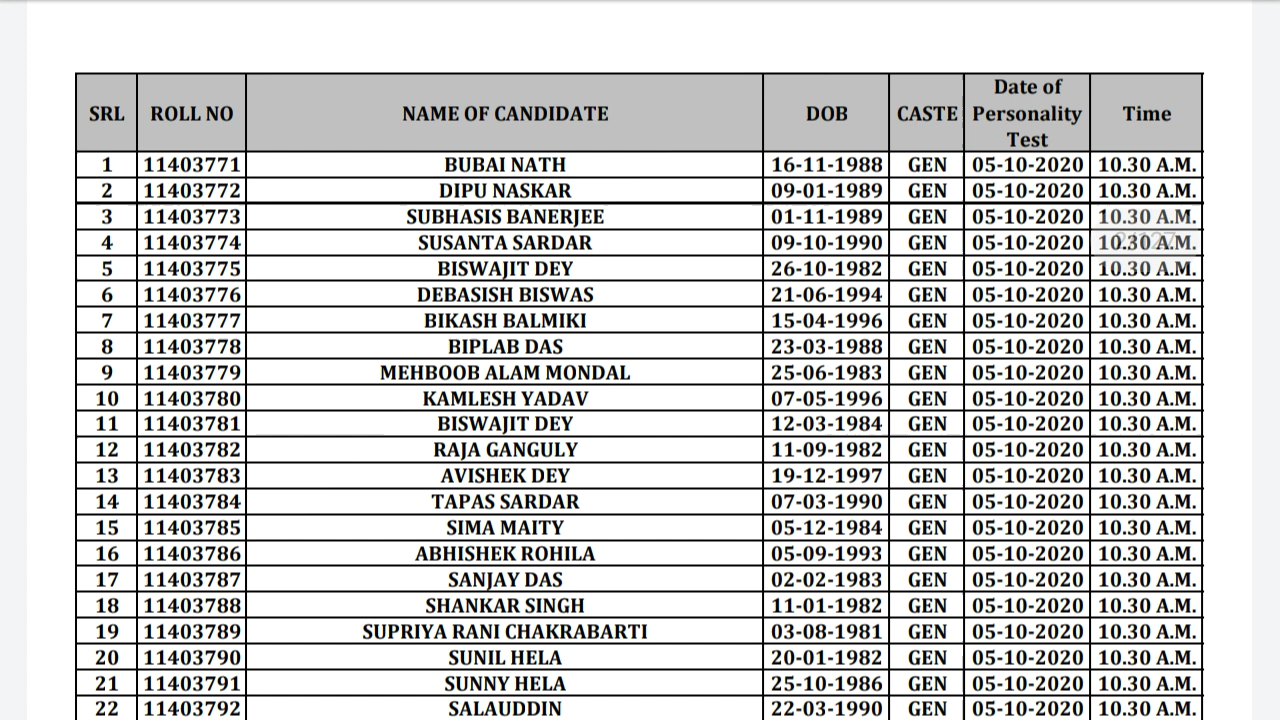 SRL ROLL NO NAME OF CANDIDATE DOB CASTE Date of Personality Test Time
1 11403771 BUBAI NATH 16-11-1988 GEN 05-10-2020 10.30 A.M.
2 11403772 DIPU NASKAR 09-01-1989 GEN 05-10-2020 10.30 A.M.
3 11403773 SUBHASIS BANERJEE 01-11-1989 GEN 05-10-2020 10.30 A.M.
4 11403774 SUSANTA SARDAR 09-10-1990 GEN 05-10-2020 10.30 A.M.
5 11403775 BISWAJIT DEY 26-10-1982 GEN 05-10-2020 10.30 A.M.
6 11403776 DEBASISH BISWAS 21-06-1994 GEN 05-10-2020 10.30 A.M.
7 11403777 BIKASH BALMIKI 15-04-1996 GEN 05-10-2020 10.30 A.M.
8 11403778 BIPLAB DAS 23-03-1988 GEN 05-10-2020 10.30 A.M.
9 11403779 MEHBOOB ALAM MONDAL 25-06-1983 GEN 05-10-2020 10.30 A.M.
10 11403780 KAMLESH YADAV 07-05-1996 GEN 05-10-2020 10.30 A.M.
11 11403781 BISWAJIT DEY 12-03-1984 GEN 05-10-2020 10.30 A.M.
12 11403782 RAJA GANGULY 11-09-1982 GEN 05-10-2020 10.30 A.M.
13 11403783 AVISHEK DEY 19-12-1997 GEN 05-10-2020 10.30 A.M.
14 11403784 TAPAS SARDAR 07-03-1990 GEN 05-10-2020 10.30 A.M.
15 11403785 SIMA MAITY 05-12-1984 GEN 05-10-2020 10.30 A.M.
16 11403786 ABHISHEK ROHILA 05-09-1993 GEN 05-10-2020 10.30 A.M.
17 11403787 SANJAY DAS 02-02-1983 GEN 05-10-2020 10.30 A.M.
18 11403788 SHANKAR SINGH 11-01-1982 GEN 05-10-2020 10.30 A.M.
19 11403789 SUPRIYA RANI CHAKRABARTI 03-08-1981 GEN 05-10-2020 10.30 A.M.
20 11403790 SUNIL HELA 20-01-1982 GEN 05-10-2020 10.30 A.M.
21 11403791 SUNNY HELA 25-10-1986 GEN 05-10-2020 10.30 A.M.
22 11403792 SALAUDDIN 22-03-1990 GEN 05-10-2020 10.30 A.M.